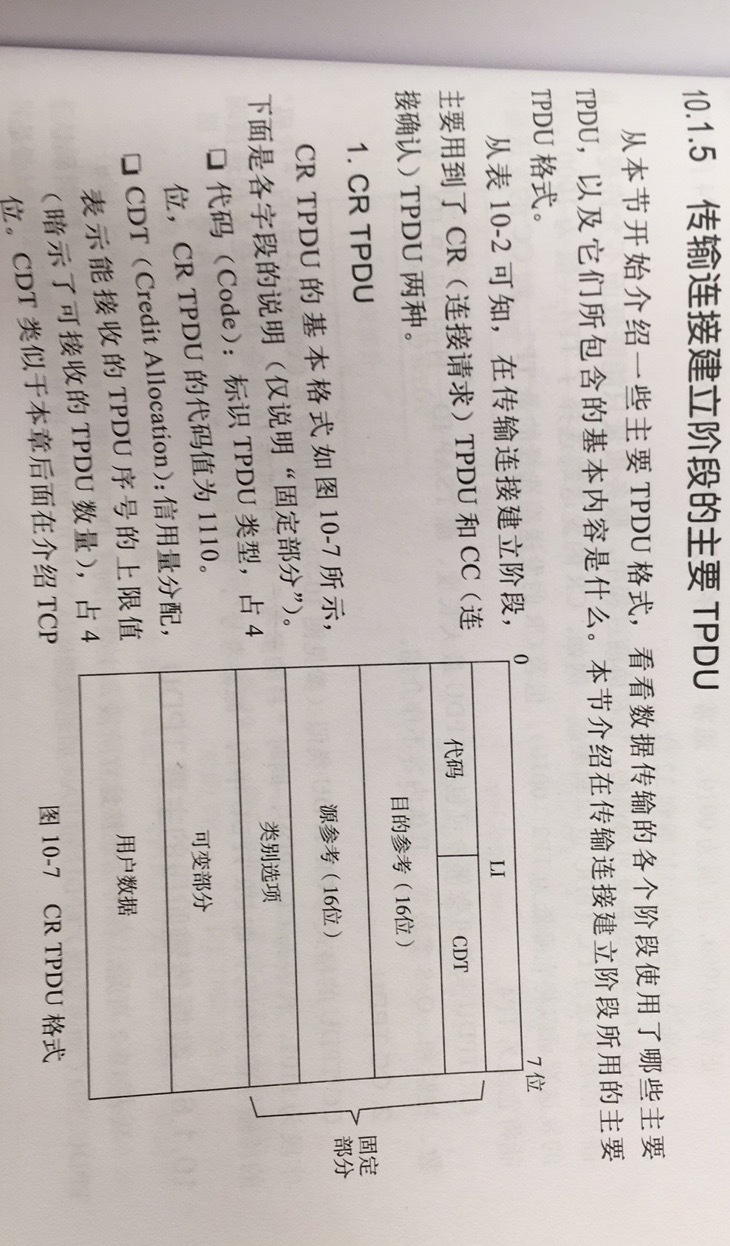 10.1.5 传输连接建立阶段的主要 TPDU
从本节开始介绍一些主要 TPDU 格式，看看数据传输的各个阶段使用了哪些主要
TPDU，以及它们所包含的基本内容是什么。本节介绍在传输连接建立阶段所用的主要
TPDU 格式。
从表 10-2 可知，在传输连接建立阶段，
主要用到了 CR（连接请求）TPDU 和 CC（连
接确认）TPDU 两种。
1. CR TPDU
CR TPDU 的基本格式如图 10-7 所示，
下面是各字段的说明（仅说明“固定部分”）。
❑ 代码（Code）：标识 TPDU 类型，占 4
位，CR TPDU 的代码值为 1110。
❑ CDT（Credit Allocation）：信用量分配，
表示能接收的 TPDU 序号的上限值
（暗示了可接收的 TPDU 数量），占 4
位。CDT 类似于本章后面在介绍 TCP
0 7 位
LI
代码 CDT
目的参考（16位）
源参考（16位）
类别选项
可变部分
用户数据
固定
部分
图 10-7 CR TPDU 格式